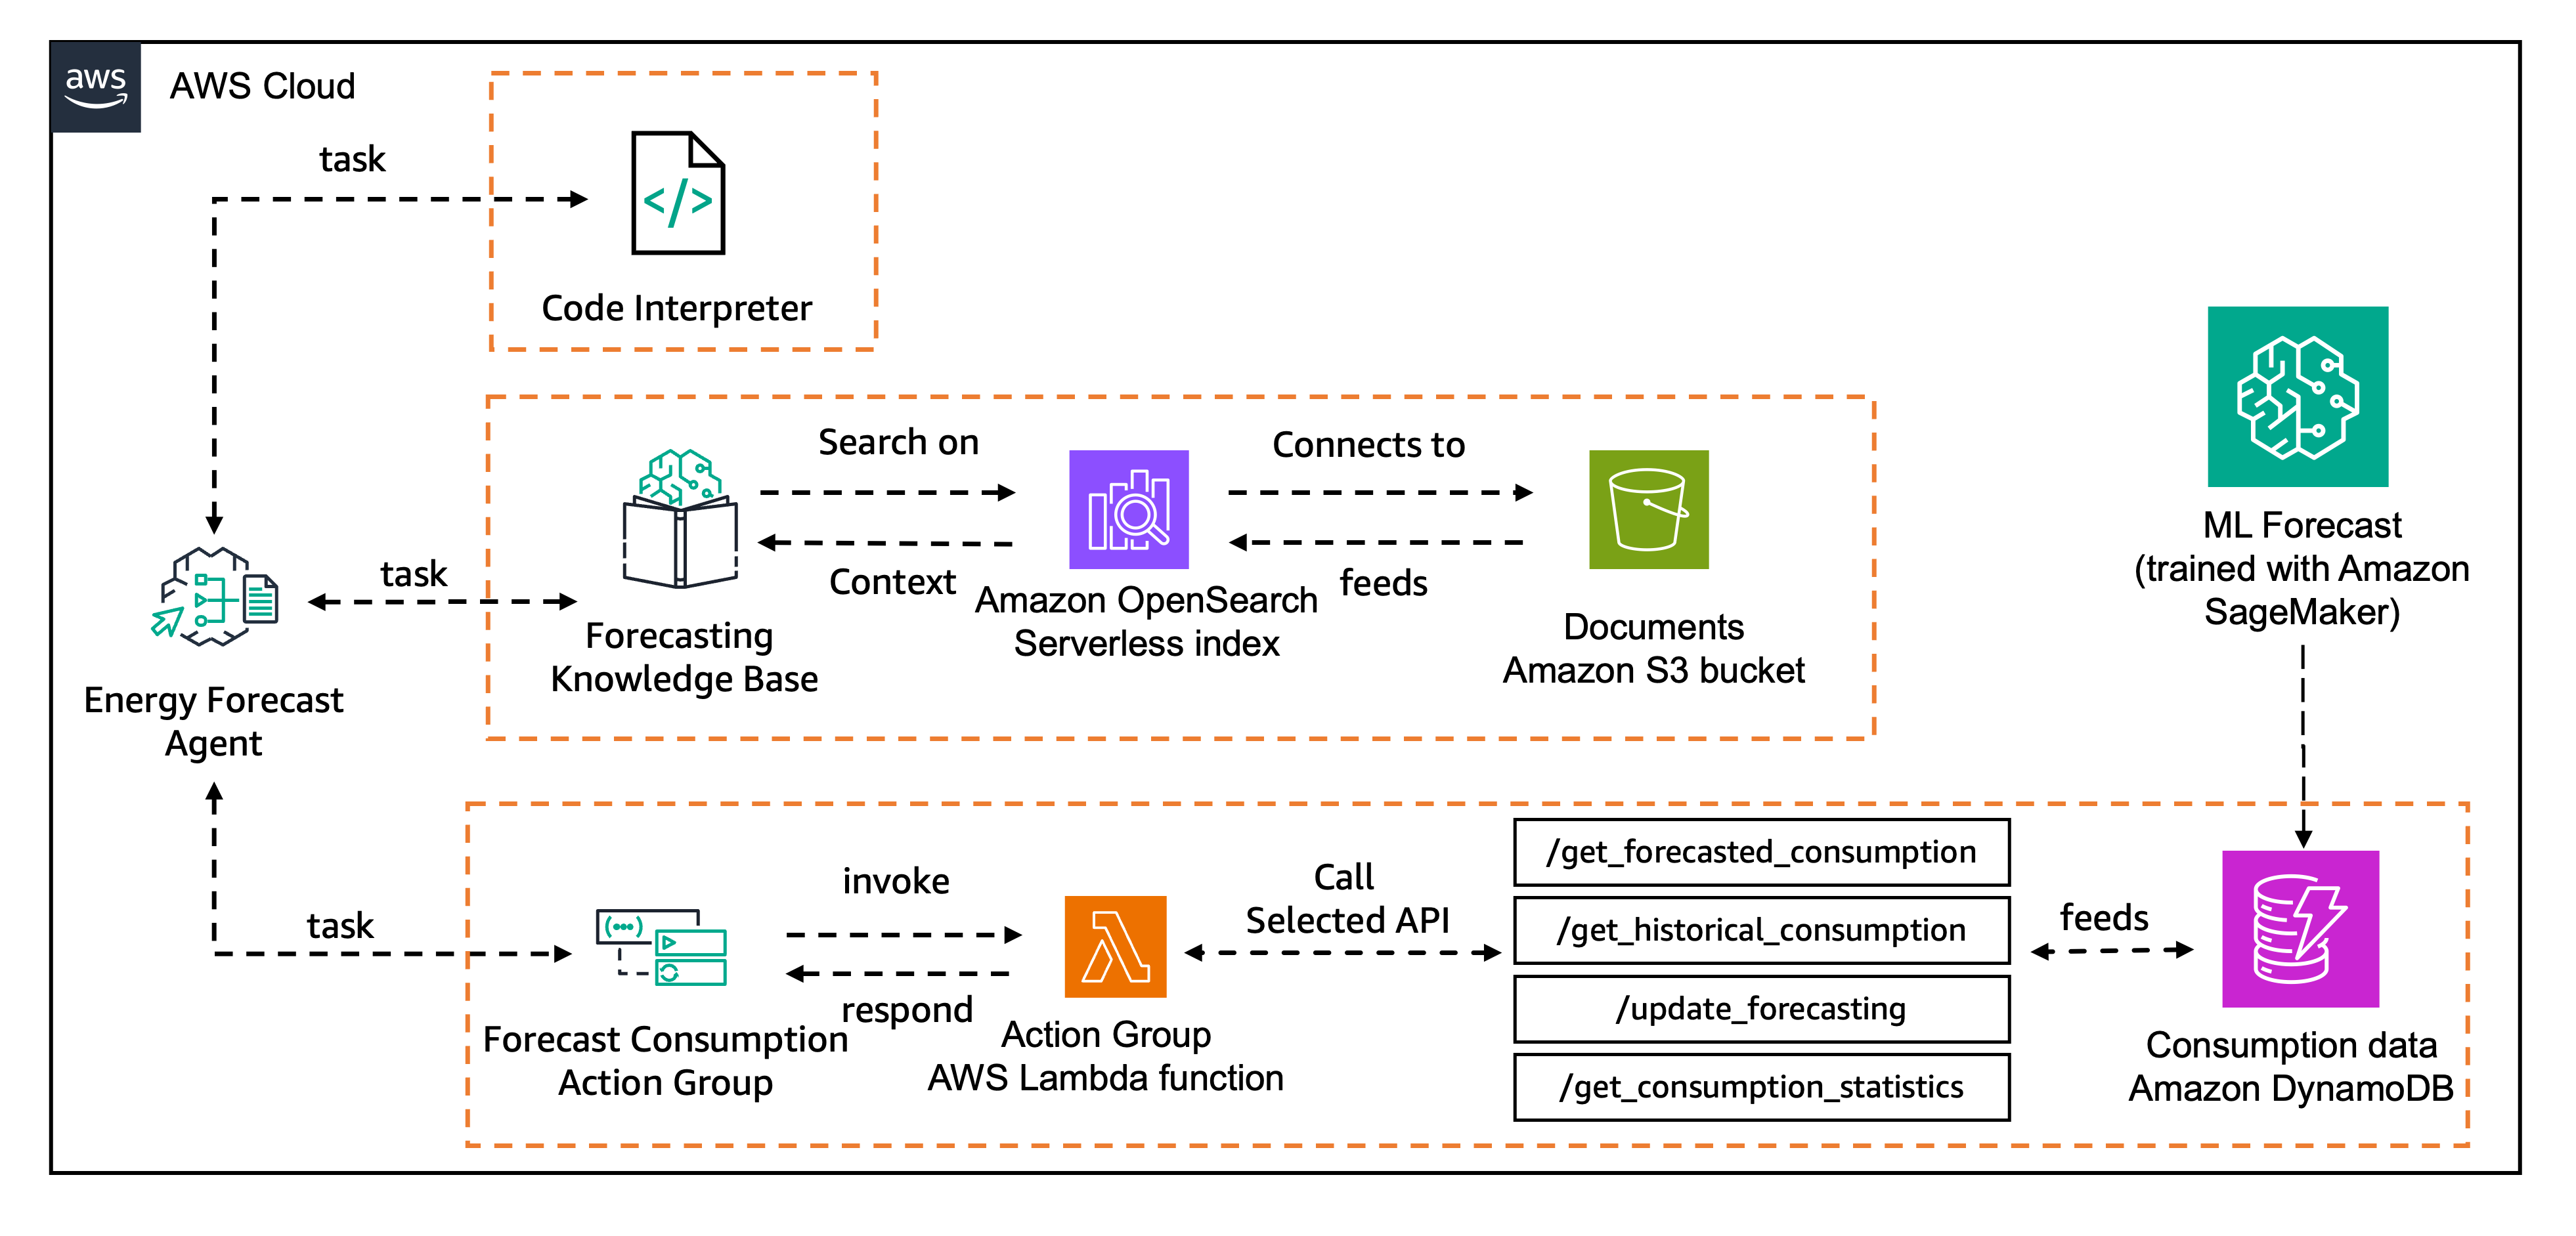 aws
AWS Cloud
task
</>
Code Interpreter
Search on
Connects to
Context
feeds
task
Forecasting
Knowledge Base
Amazon OpenSearch
Serverless index
Documents
Amazon S3 bucket
ML Forecast
(trained with Amazon
SageMaker)
Energy Forecast
Agent
task
invoke
respond
Forecast Consumption
Action Group
Action Group
AWS Lambda function
Call
Selected API
/get_forecasted_consumption
/get_historical_consumption
/update_forecasting
/get_consumption_statistics
feeds
Consumption data
Amazon DynamoDB